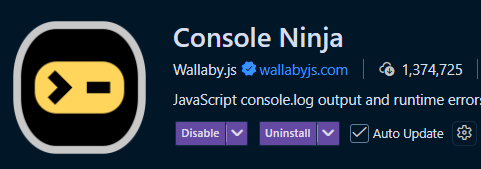 Console Ninja
Wallaby.js wallabyjs.com 1,374,725
JavaScript console.log output and runtime errors
Disable Uninstall Auto Update